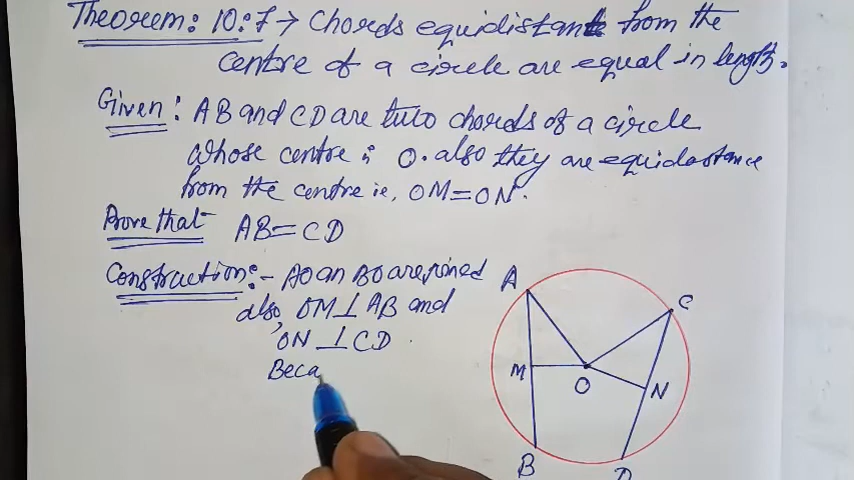 Theorem: 10.7 → Chords equidistant from the
centre of a circle are equal in length.
Given: AB and CD are two chords of a circle
whose centre is O. also they are equidestance
from the centre ie, OM=ON.
Prove that AB=CD
Constraction:- AO an BO are joined
also, OM⊥AB and
ON ⊥ CD
Beca
A
C
M
O
N
B
D